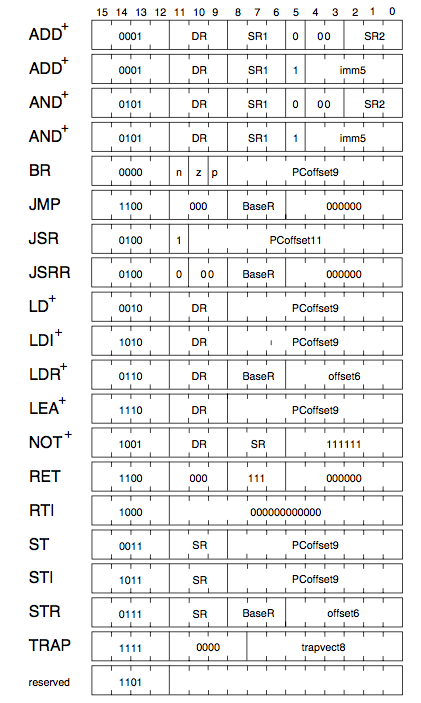 15 14 13 12 11 10 9 8 7 6 5 4 3 2 1 0
ADD+ 0001 DR SR1 0 00 SR2
ADD+ 0001 DR SR1 1 imm5
AND+ 0101 DR SR1 0 00 SR2
AND+ 0101 DR SR1 1 imm5
BR 0000 n z p PCoffset9
JMP 1100 000 BaseR 000000
JSR 0100 1 PCoffset11
JSRR 0100 0 00 BaseR 000000
LD+ 0010 DR PCoffset9
LDI+ 1010 DR PCoffset9
LDR+ 0110 DR BaseR offset6
LEA+ 1110 DR PCoffset9
NOT+ 1001 DR SR 111111
RET 1100 000 111 000000
RTI 1000 000000000000
ST 0011 SR PCoffset9
STI 1011 SR PCoffset9
STR 0111 SR BaseR offset6
TRAP 1111 0000 trapvect8
reserved 1101